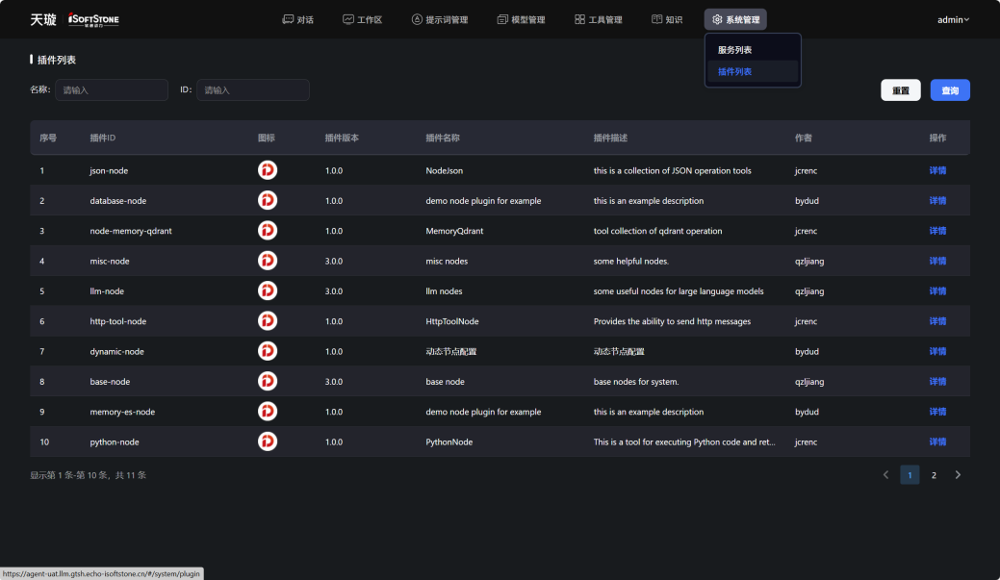 天璇 iSOFTSTONE
对话 工作区 提示词管理 模型管理 工具管理 知识 系统管理 admin
服务列表
插件列表
插件列表
名称: 请输入 ID: 请输入 重置 查询
序号 插件ID 图标 插件版本 插件名称 插件描述 作者 操作
1 json-node 1.0.0 NodeJson this is a collection of JSON operation tools jcrenc 详情
2 database-node 1.0.0 demo node plugin for example this is an example description bydud 详情
3 node-memory-qdrant 1.0.0 MemoryQdrant tool collection of qdrant operation jcrenc 详情
4 misc-node 3.0.0 misc nodes some helpful nodes. qzljiang 详情
5 llm-node 3.0.0 llm nodes some useful nodes for large language models qzljiang 详情
6 http-tool-node 1.0.0 HttpToolNode Provides the ability to send http messages jcrenc 详情
7 dynamic-node 1.0.0 动态节点配置 动态节点配置 bydud 详情
8 base-node 3.0.0 base node base nodes for system. qzljiang 详情
9 memory-es-node 1.0.0 demo node plugin for example this is an example description bydud 详情
10 python-node 1.0.0 PythonNode This is a tool for executing Python code and ret... jcrenc 详情
显示第 1 条-第 10 条，共 11 条 1 2
https://agent-uat.llm.gtsh.echo-isoftstone.cn/#/system/plugin